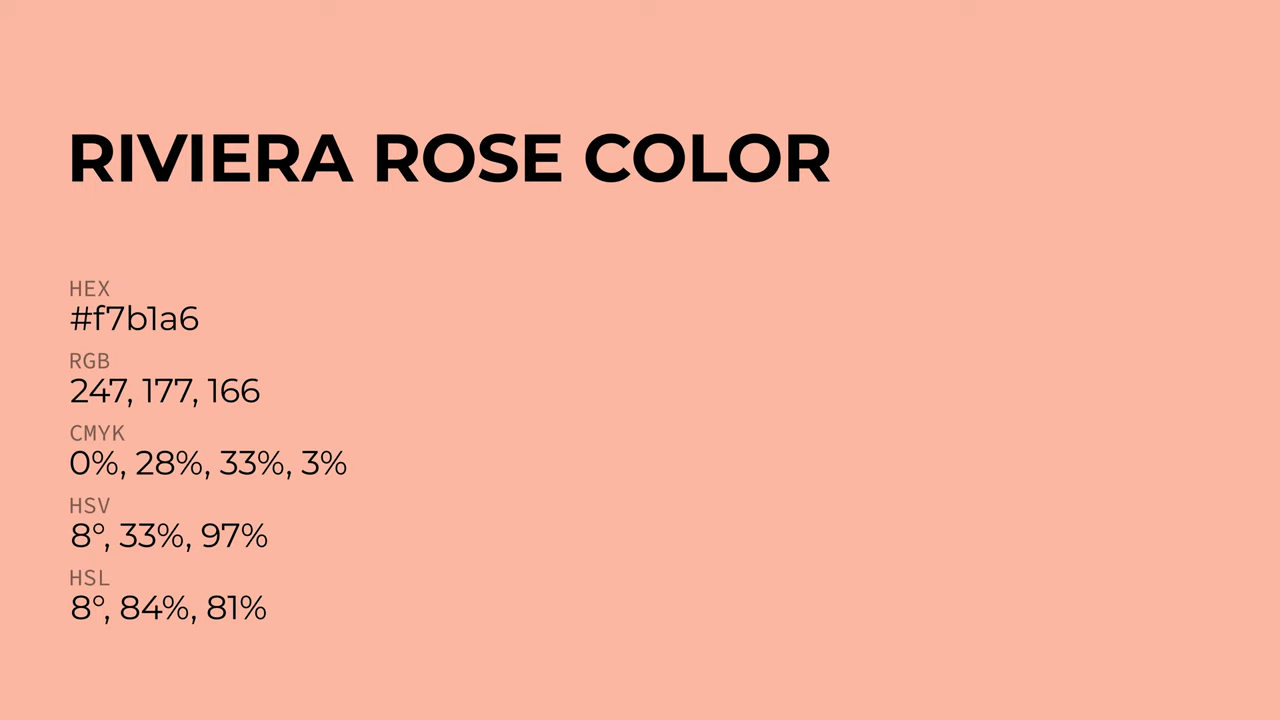 RIVIERA ROSE COLOR
HEX
#f7b1a6
RGB
247, 177, 166
CMYK
0%, 28%, 33%, 3%
HSV
8°, 33%, 97%
HSL
8°, 84%, 81%